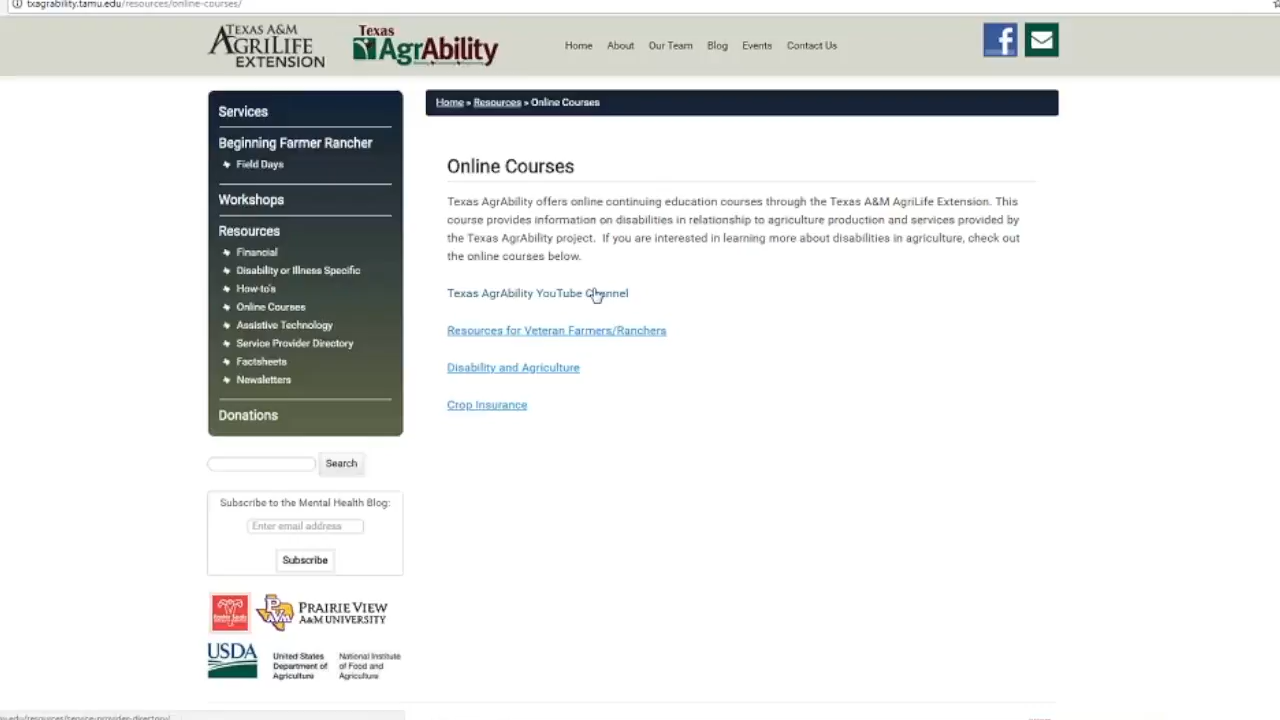 txagrability.tamu.edu/resources/online-courses/
TEXAS A&M
AGRILIFE
EXTENSION
Texas
AgrAbility
Home
About
Our Team
Blog
Events
Contact Us
f
Services
Beginning Farmer Rancher
Field Days
Workshops
Resources
Financial
Disability or Illness Specific
How-to's
Online Courses
Assistive Technology
Service Provider Directory
Factsheets
Newsletters
Donations
Home » Resources » Online Courses
Online Courses
Texas AgrAbility offers online continuing education courses through the Texas A&M AgriLife Extension. This
course provides information on disabilities in relationship to agriculture production and services provided by
the Texas AgrAbility project. If you are interested in learning more about disabilities in agriculture, check out
the online courses below.
Texas AgrAbility YouTube Channel
Resources for Veteran Farmers/Ranchers
Disability and Agriculture
Crop Insurance
Search
Subscribe to the Mental Health Blog:
Enter email address
Subscribe
PRAIRIE VIEW
A&M UNIVERSITY
USDA
United States
Department of
Agriculture
National Institute
of Food and
Agriculture